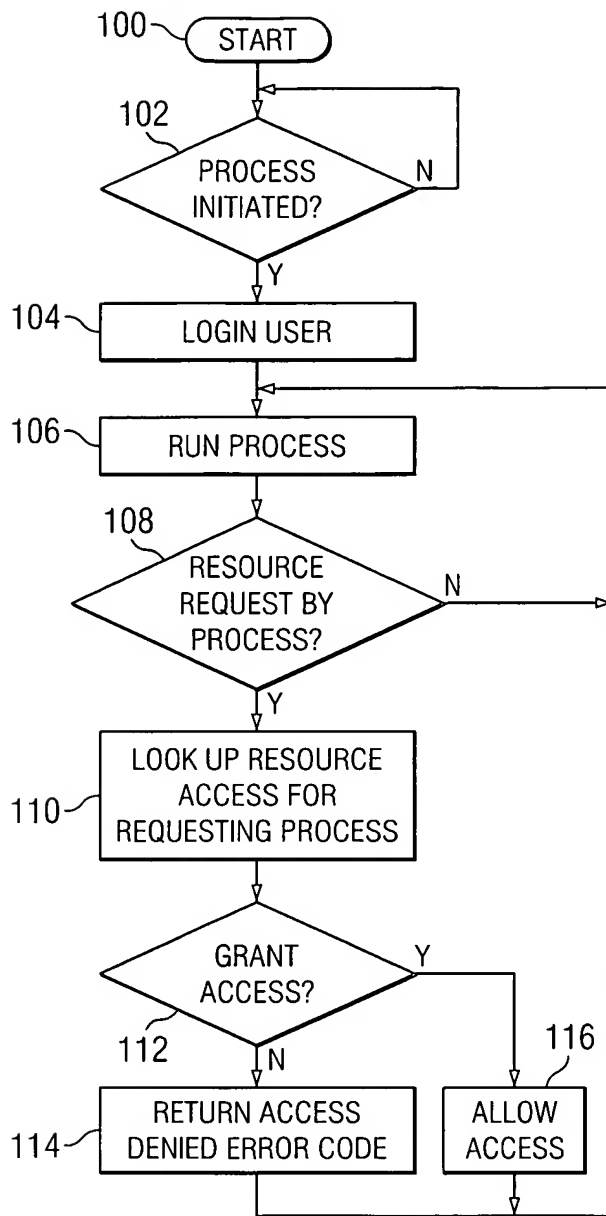 100
START
102
PROCESS
INITIATED?
N
Y
104
LOGIN USER
106
RUN PROCESS
108
RESOURCE
REQUEST BY
PROCESS?
N
Y
110
LOOK UP RESOURCE
ACCESS FOR
REQUESTING PROCESS
GRANT
ACCESS?
Y
112
N
116
114
RETURN ACCESS
DENIED ERROR CODE
ALLOW
ACCESS